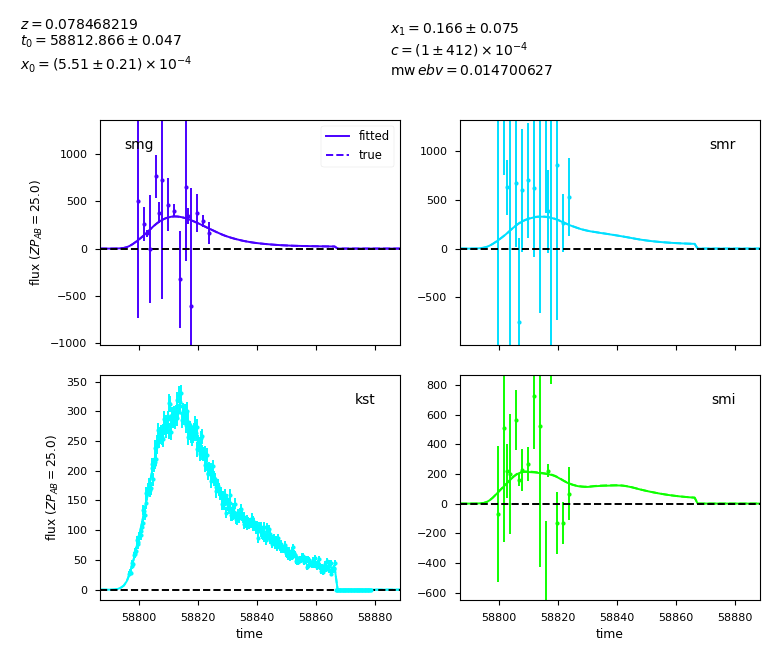 z = 0.078468219
t₀ = 58812.866 ± 0.047
x₀ = (5.51 ± 0.21) × 10⁻⁴
x₁ = 0.166 ± 0.075
c = (1 ± 412) × 10⁻⁴
mw ebv = 0.014700627
smg
fitted
true
1000
500
0
−500
−1000
flux (ZP_AB = 25.0)
smr
1000
500
0
−500
kst
350
300
250
200
150
100
50
0
flux (ZP_AB = 25.0)
58800 58820 58840 58860 58880
time
smi
800
600
400
200
0
−200
−400
−600
58800 58820 58840 58860 58880
time